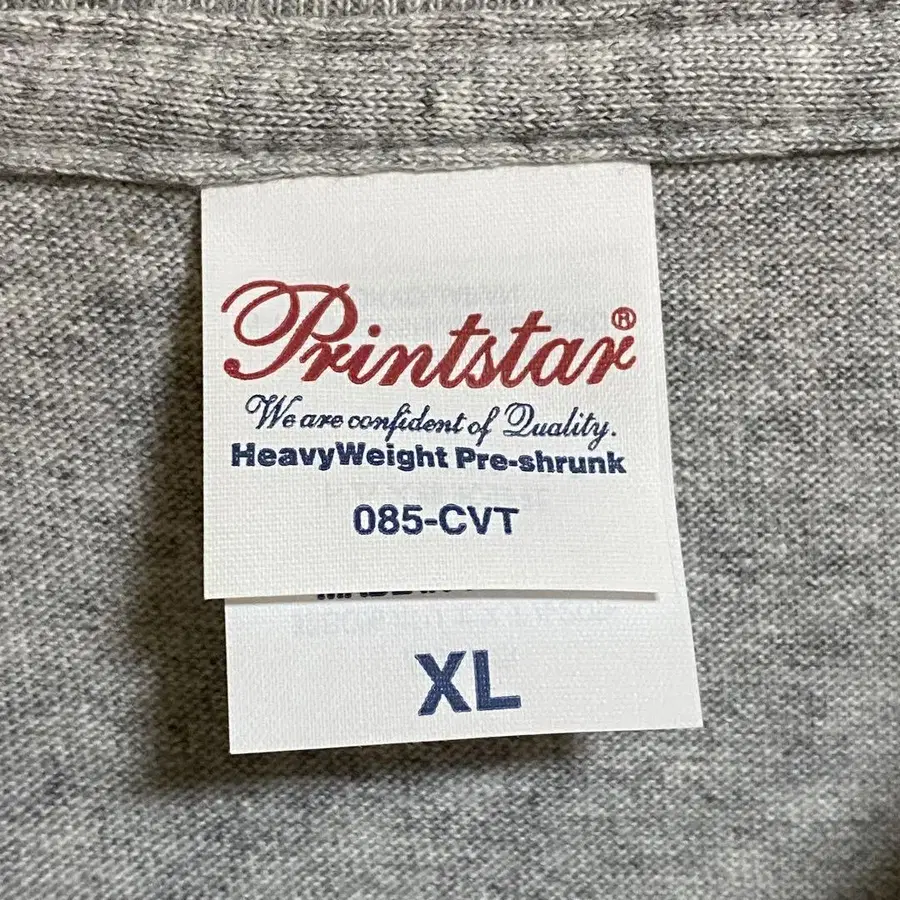 Printstar®
We are confident of Quality.
HeavyWeight Pre-shrunk
085-CVT
XL